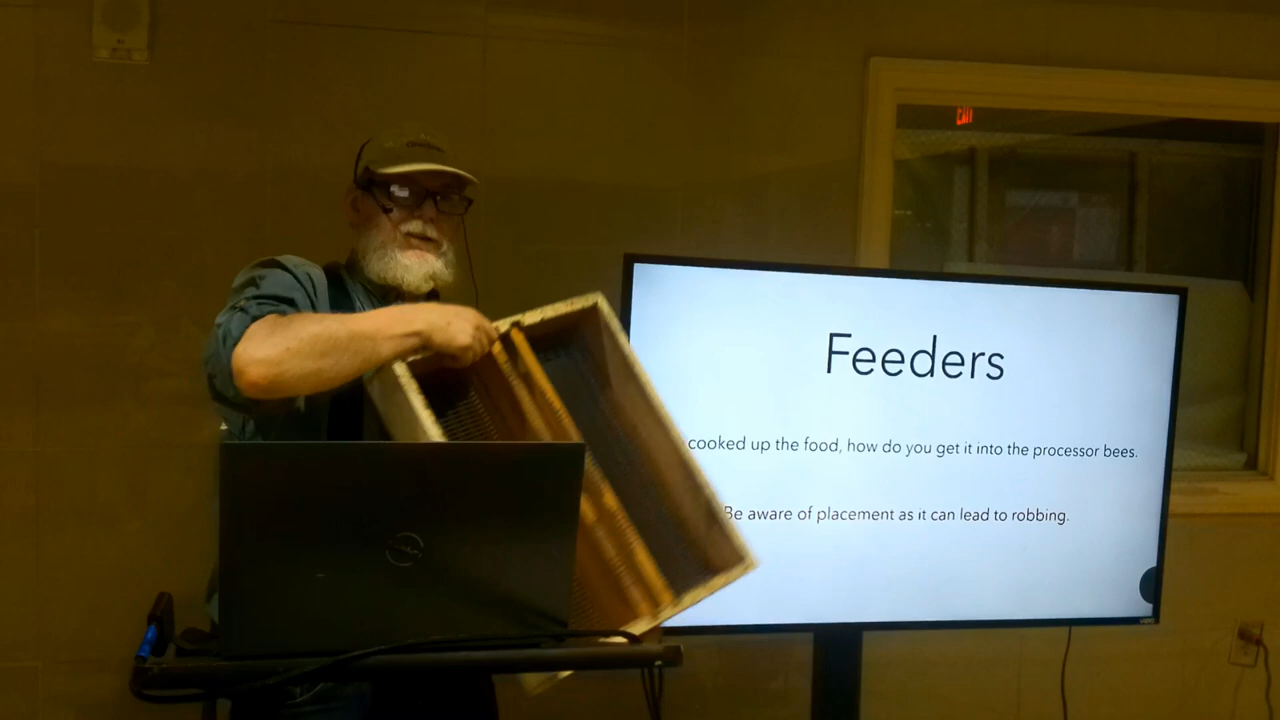 EXIT
Feeders
cooked up the food, how do you get it into the processor bees.
Be aware of placement as it can lead to robbing.